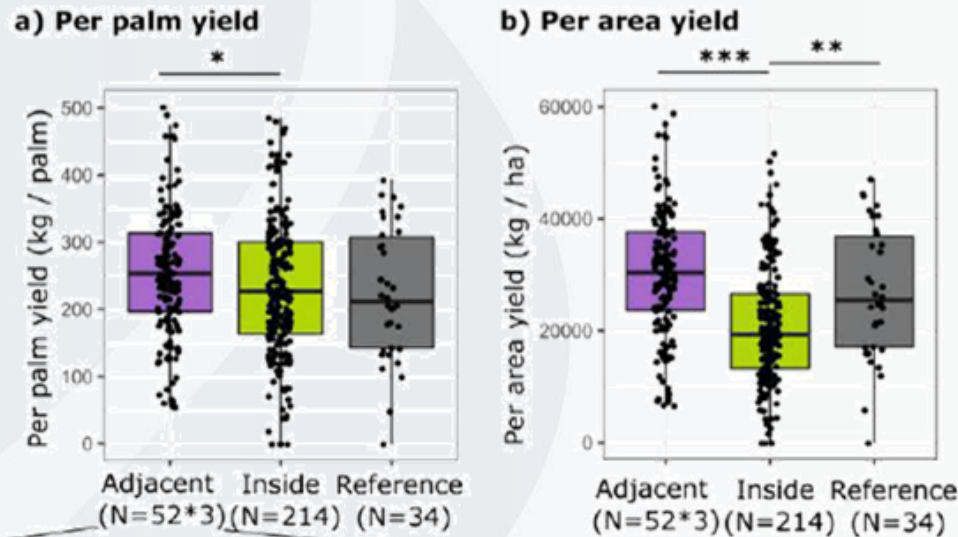 a) Per palm yield
*
Per palm yield (kg / palm)
500
400
300
200
100
0
Adjacent Inside Reference
(N=52*3) (N=214) (N=34)
b) Per area yield
*** **
Per area yield (kg / ha)
60000
40000
20000
0
Adjacent Inside Reference
(N=52*3) (N=214) (N=34)